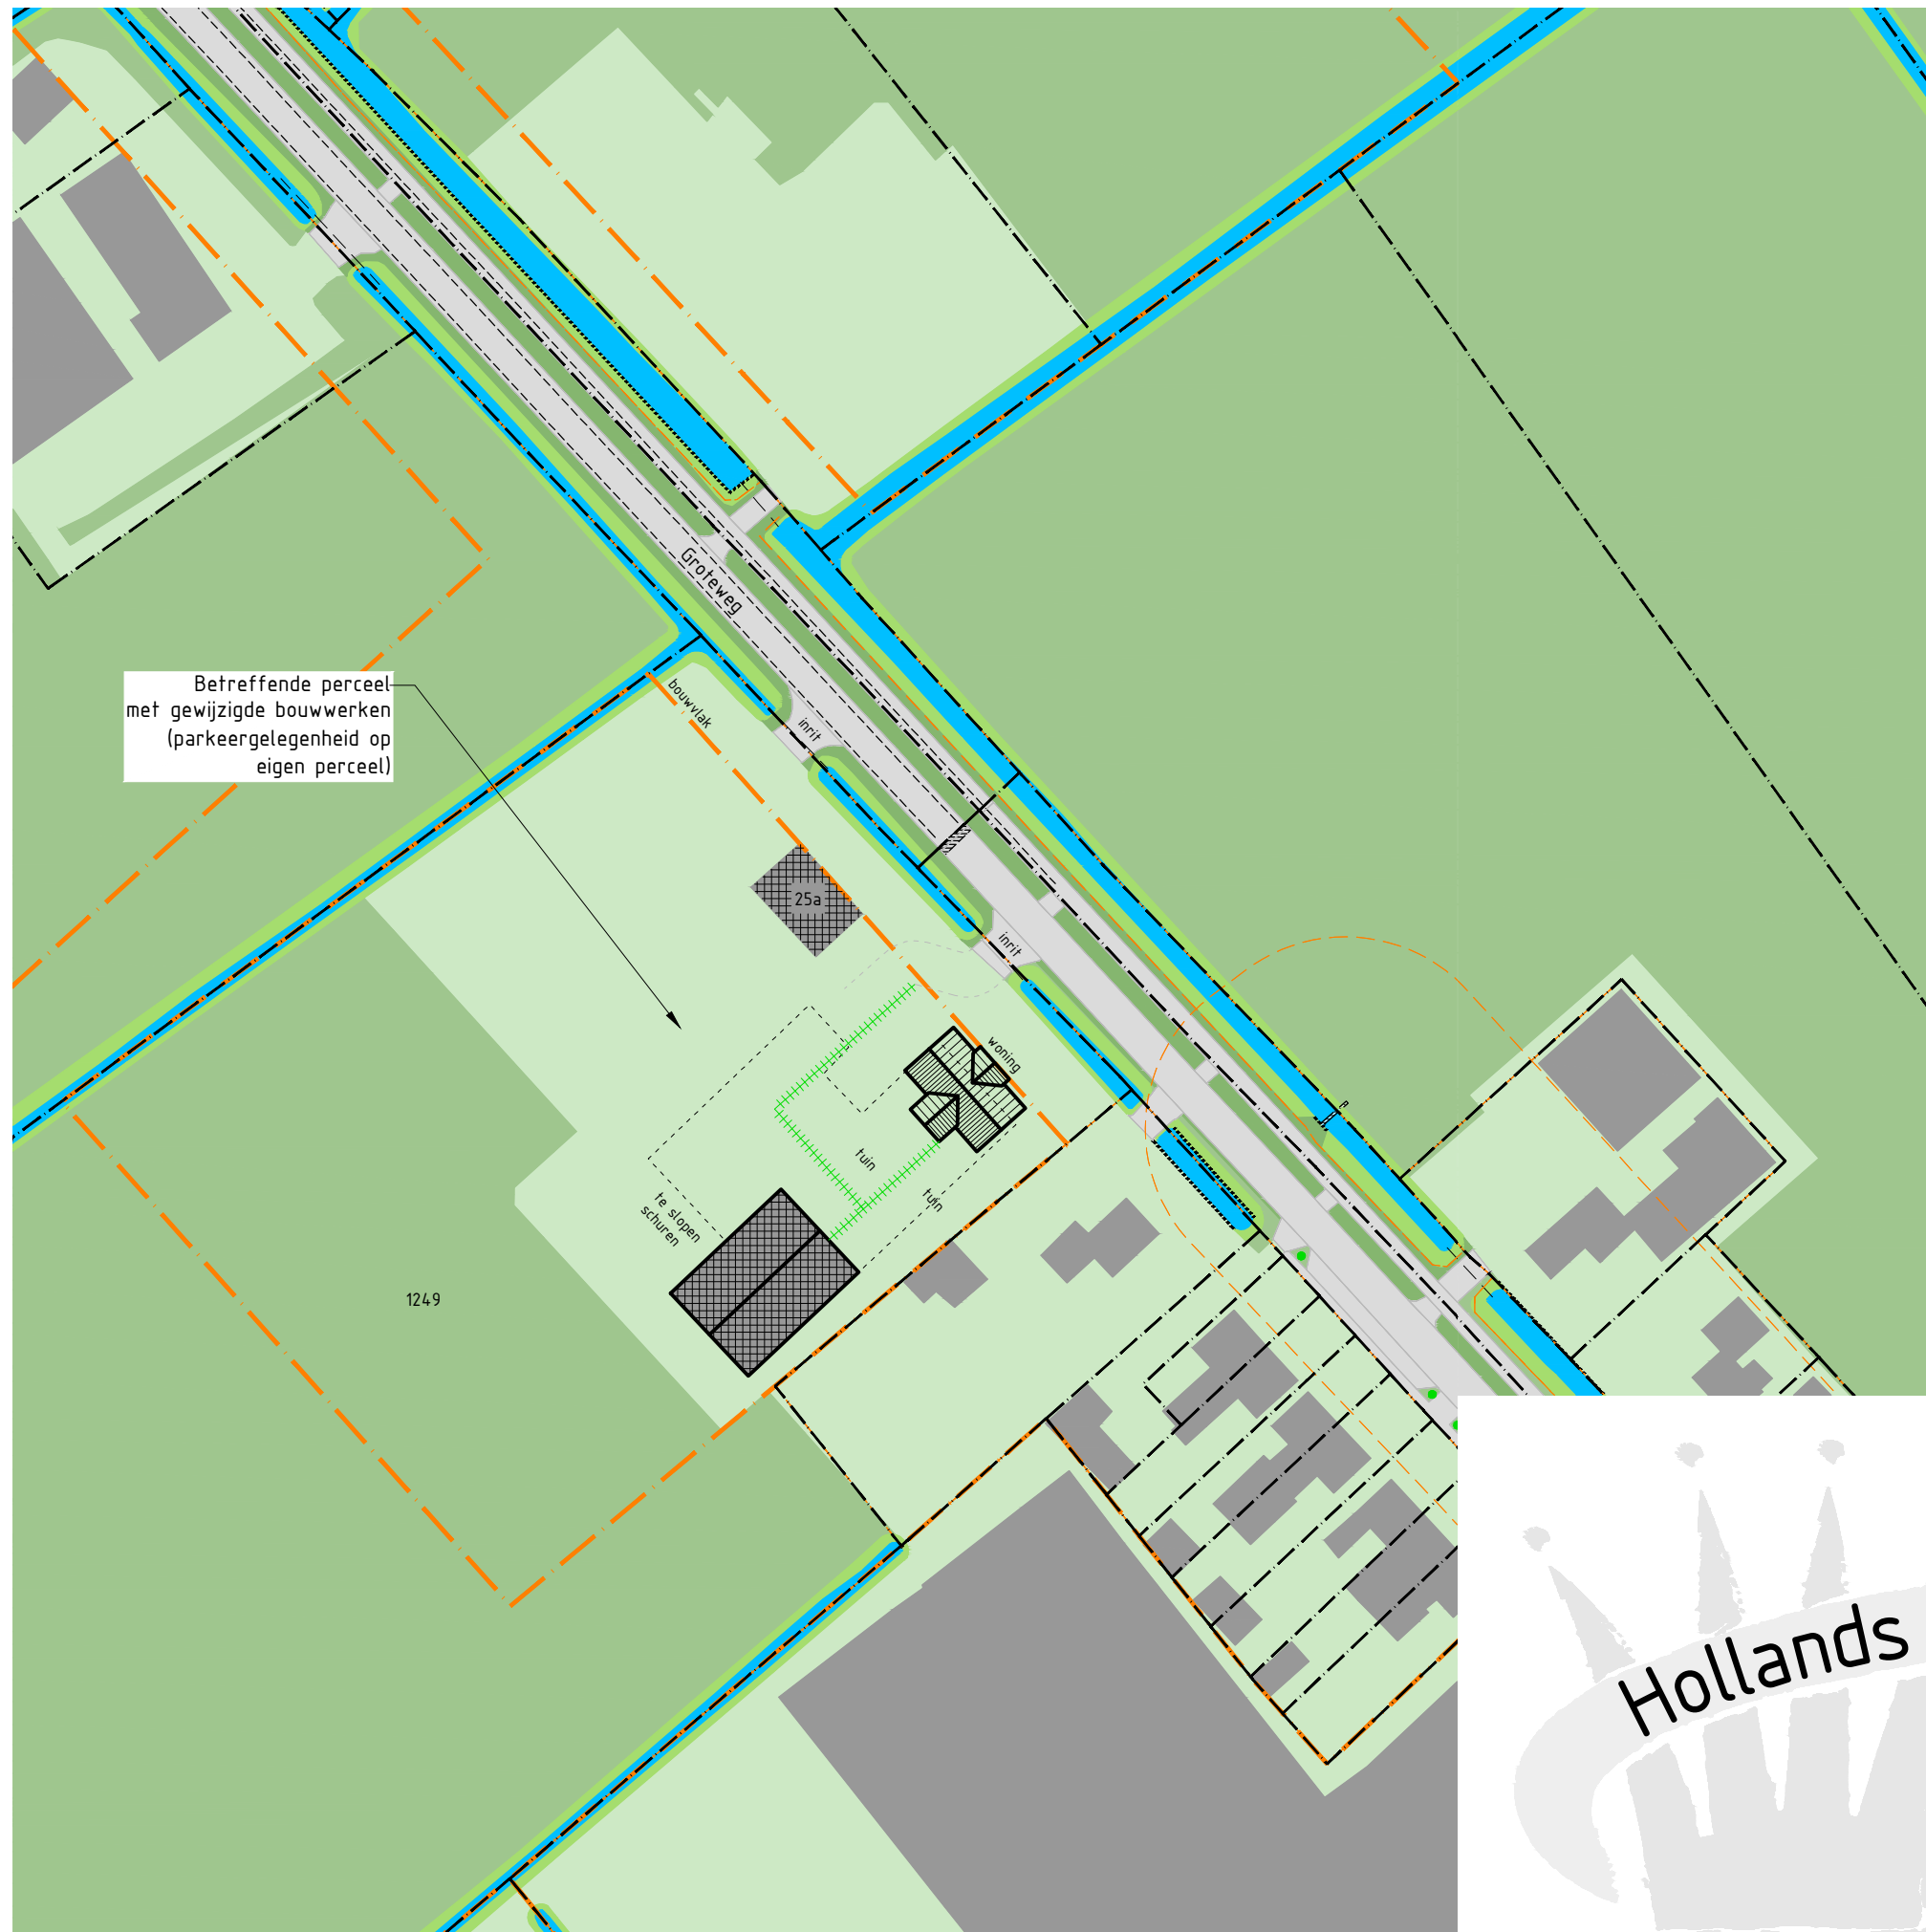 Groteweg
Betreffende perceel
met gewijzigde bouwwerken
(parkeergelegenheid op
eigen perceel)
bouwvlak
inrit
25a
inrit
woning
tuin
tuin
te slopen
schuren
1249
Hollands